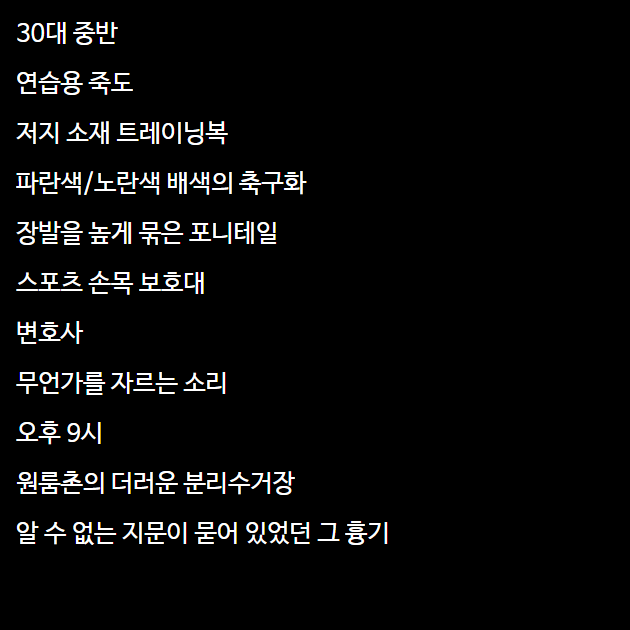 30대 중반
연습용 죽도
저지 소재 트레이닝복
파란색/노란색 배색의 축구화
장발을 높게 묶은 포니테일
스포츠 손목 보호대
변호사
무언가를 자르는 소리
오후 9시
원룸촌의 더러운 분리수거장
알 수 없는 지문이 묻어 있었던 그 흉기